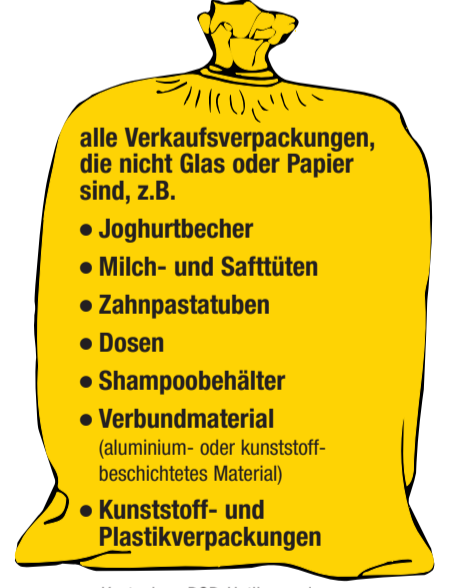 alle Verkaufsverpackungen,
die nicht Glas oder Papier
sind, z.B.
• Joghurtbecher
• Milch- und Safttüten
• Zahnpastatuben
• Dosen
• Shampoobehälter
• Verbundmaterial
(aluminium- oder kunststoff-
beschichtetes Material)
• Kunststoff- und
Plastikverpackungen